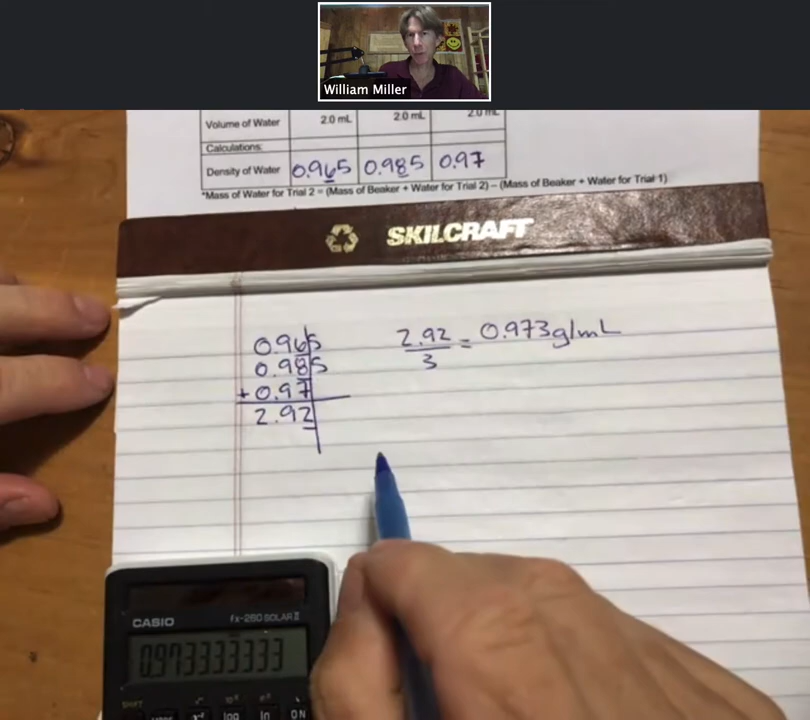 William Miller
Volume of Water 2.0 mL 2.0 mL 2.0 mL
Calculations:
Density of Water 0.965 0.985 0.97
*Mass of Water for Trial 2 = (Mass of Beaker + Water for Trial 2) - (Mass of Beaker + Water for Trial 1)
SKILCRAFT
0.965
0.985
+0.97
2.92
2.92
3
= 0.973 g/mL
CASIO fx-260 SOLAR II
0.973333333
SHIFT
log ln ON